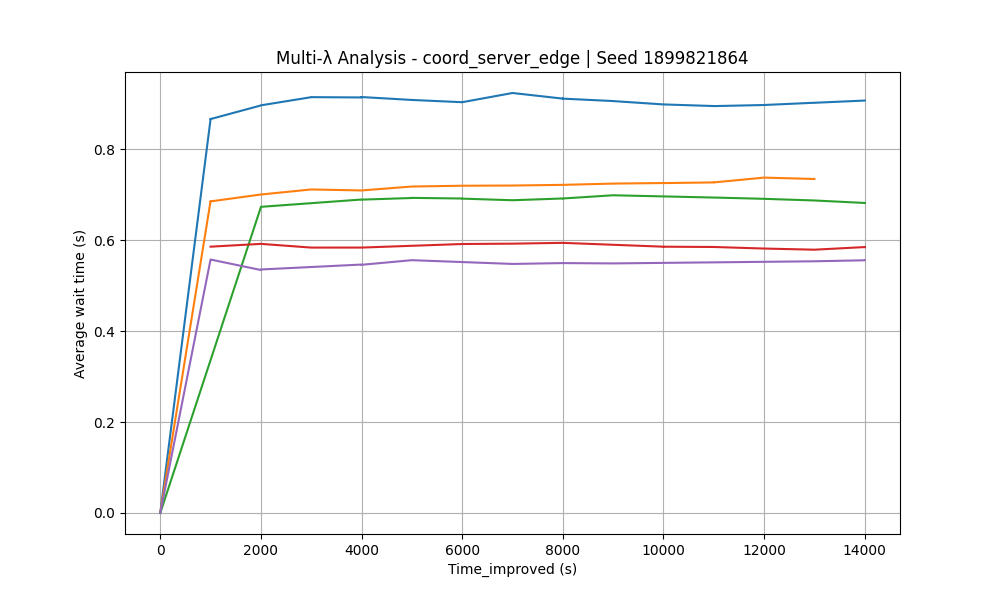 Multi-λ Analysis - coord_server_edge | Seed 1899821864
Average wait time (s)
0.8
0.6
0.4
0.2
0.0
0 2000 4000 6000 8000 10000 12000 14000
Time_improved (s)